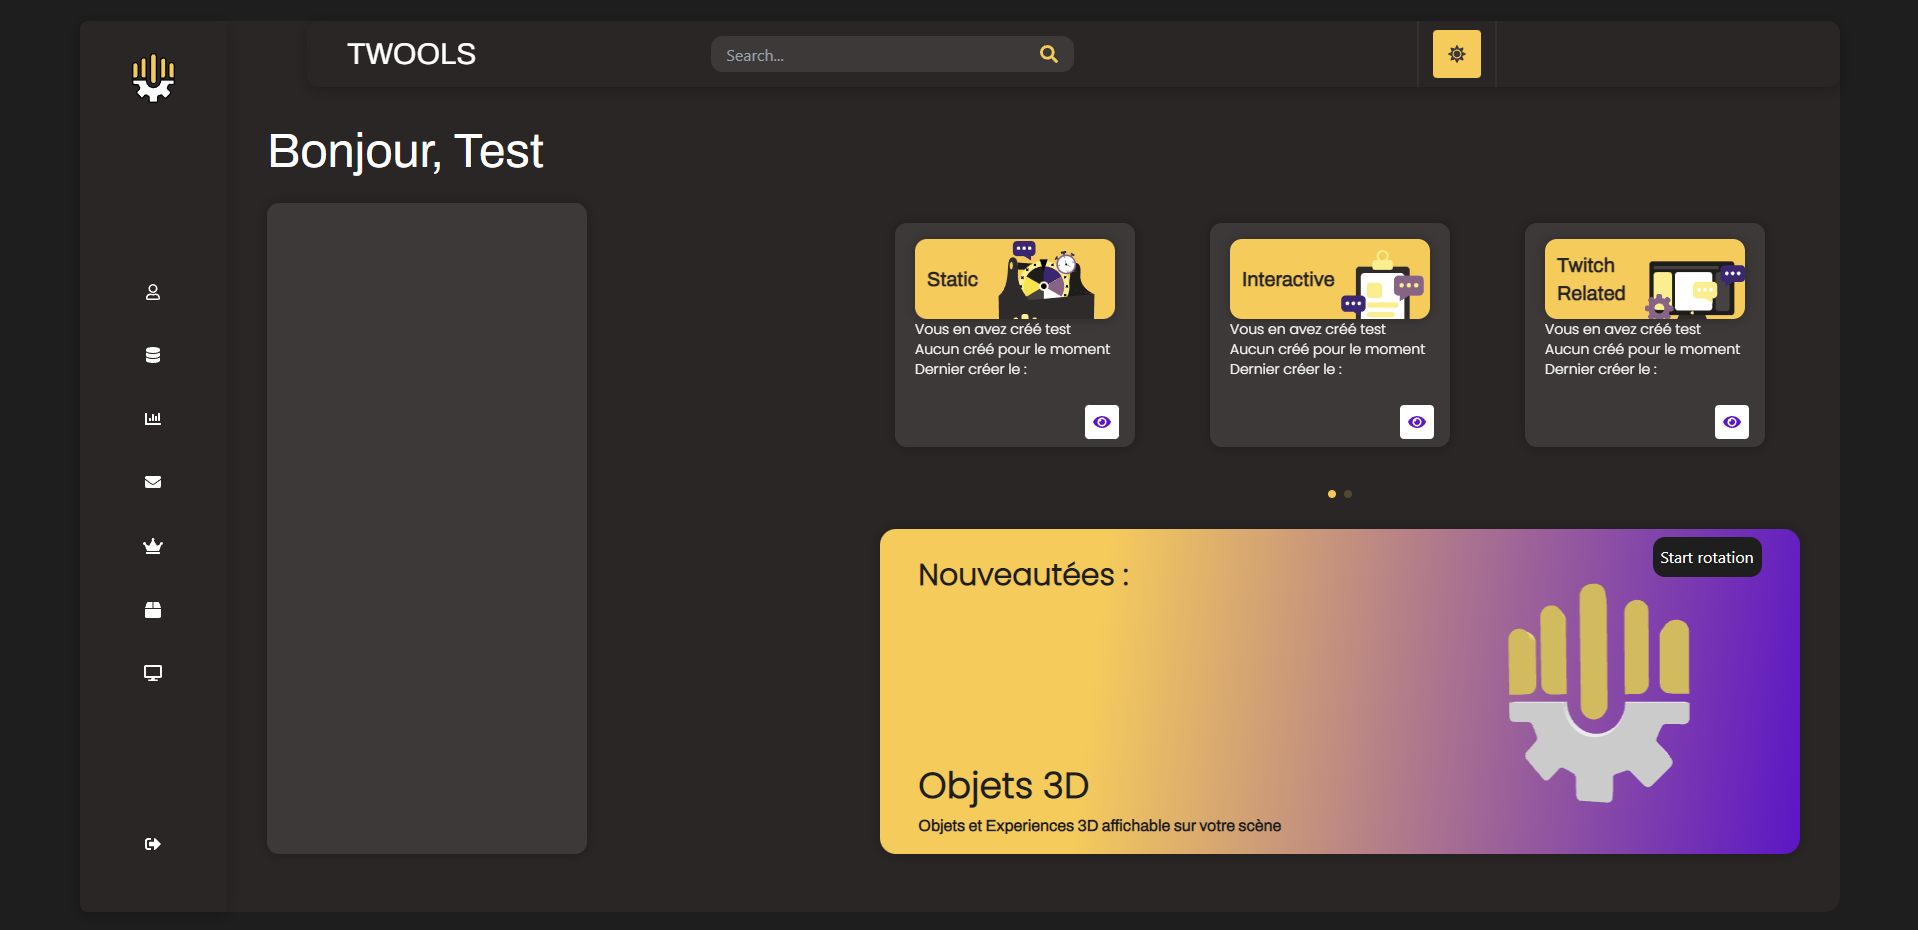 TWOOLS
Search...
Bonjour, Test
Static
Vous en avez créé test
Aucun créé pour le moment
Dernier créer le :
Interactive
Vous en avez créé test
Aucun créé pour le moment
Dernier créer le :
Twitch
Related
Vous en avez créé test
Aucun créé pour le moment
Dernier créer le :
Nouveautées :
Start rotation
Objets 3D
Objets et Experiences 3D affichable sur votre scène